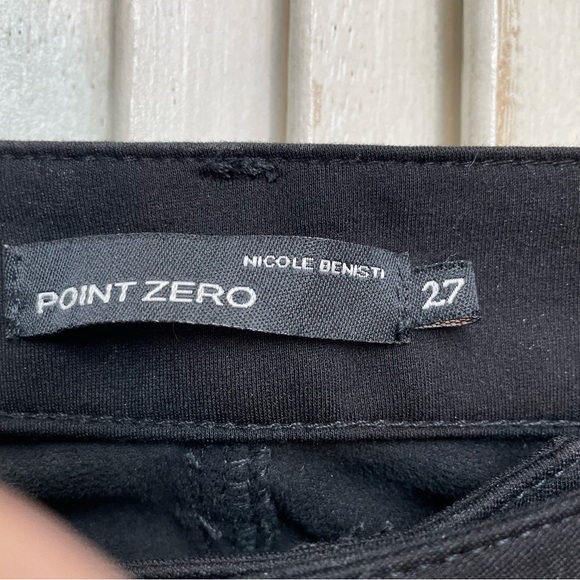 NICOLE BENISTI
POINT ZERO
27